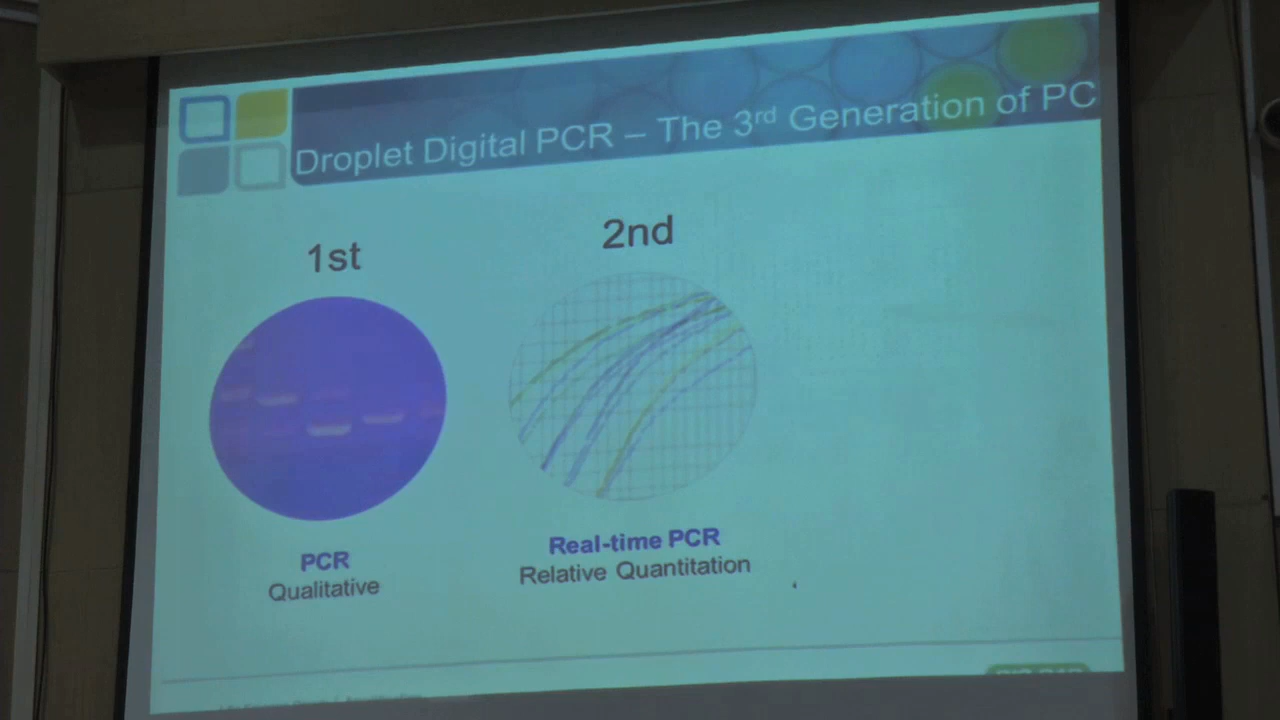 Droplet Digital PCR – The 3rd Generation of PC
1st
2nd
PCR
Qualitative
Real-time PCR
Relative Quantitation